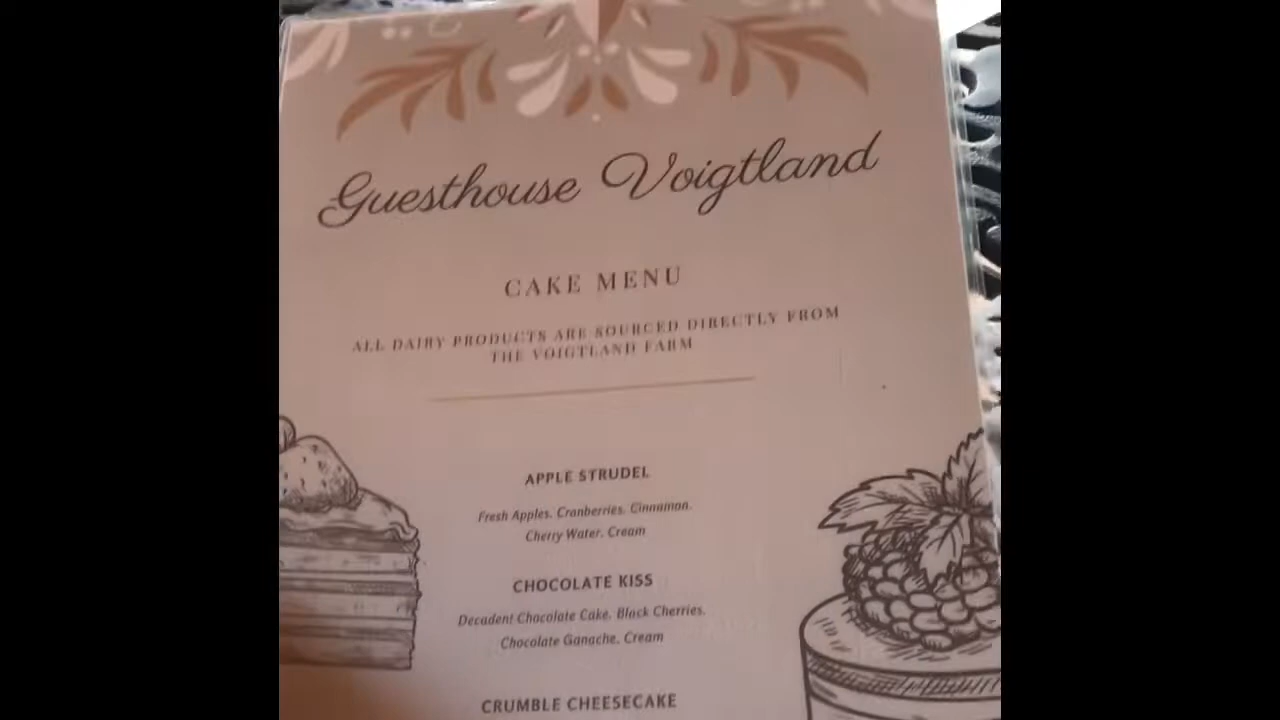 Guesthouse Voigtland
CAKE MENU
ALL DAIRY PRODUCTS ARE SOURCED DIRECTLY FROM
THE VOIGTLAND FARM
APPLE STRUDEL
Fresh Apples. Cranberries. Cinnamon.
Cherry Water. Cream
CHOCOLATE KISS
Decadent Chocolate Cake. Black Cherries.
Chocolate Ganache. Cream
CRUMBLE CHEESECAKE